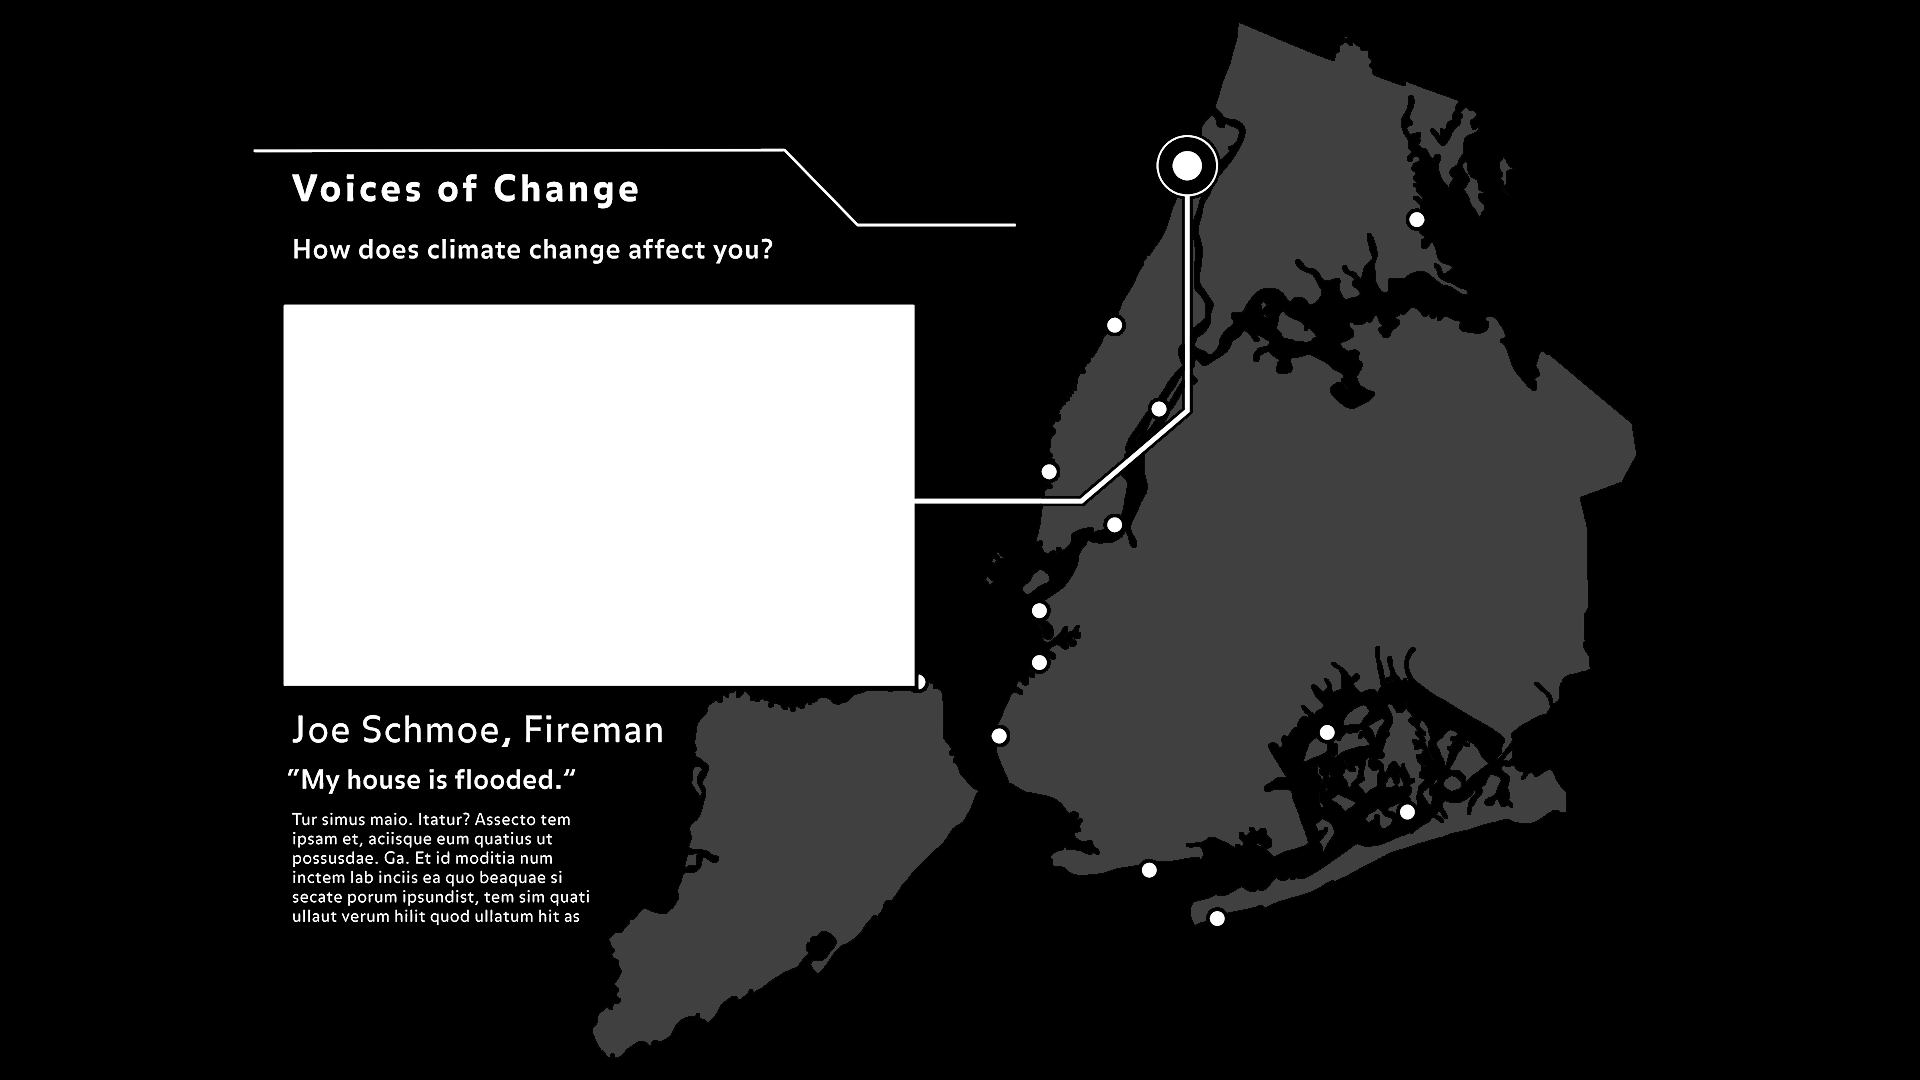 Voices of Change
How does climate change affect you?
Joe Schmoe, Fireman
”My house is flooded.“
Tur simus maio. Itatur? Assecto tem
ipsam et, aciisque eum quatius ut
possusdae. Ga. Et id moditia num
inctem lab inciis ea quo beaquae si
secate porum ipsundist, tem sim quati
ullaut verum hilit quod ullatum hit as